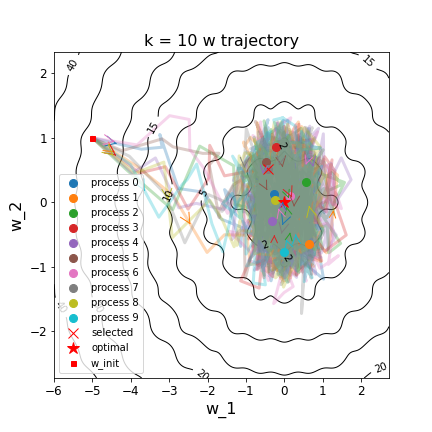 k = 10 w trajectory
40
15
15
2
10
5
2
2
20
20
w_2
2
1
0
−1
−2
process 0
process 1
process 2
process 3
process 4
process 5
process 6
process 7
process 8
process 9
selected
optimal
w_init
−6 −5 −4 −3 −2 −1 0 1 2
w_1